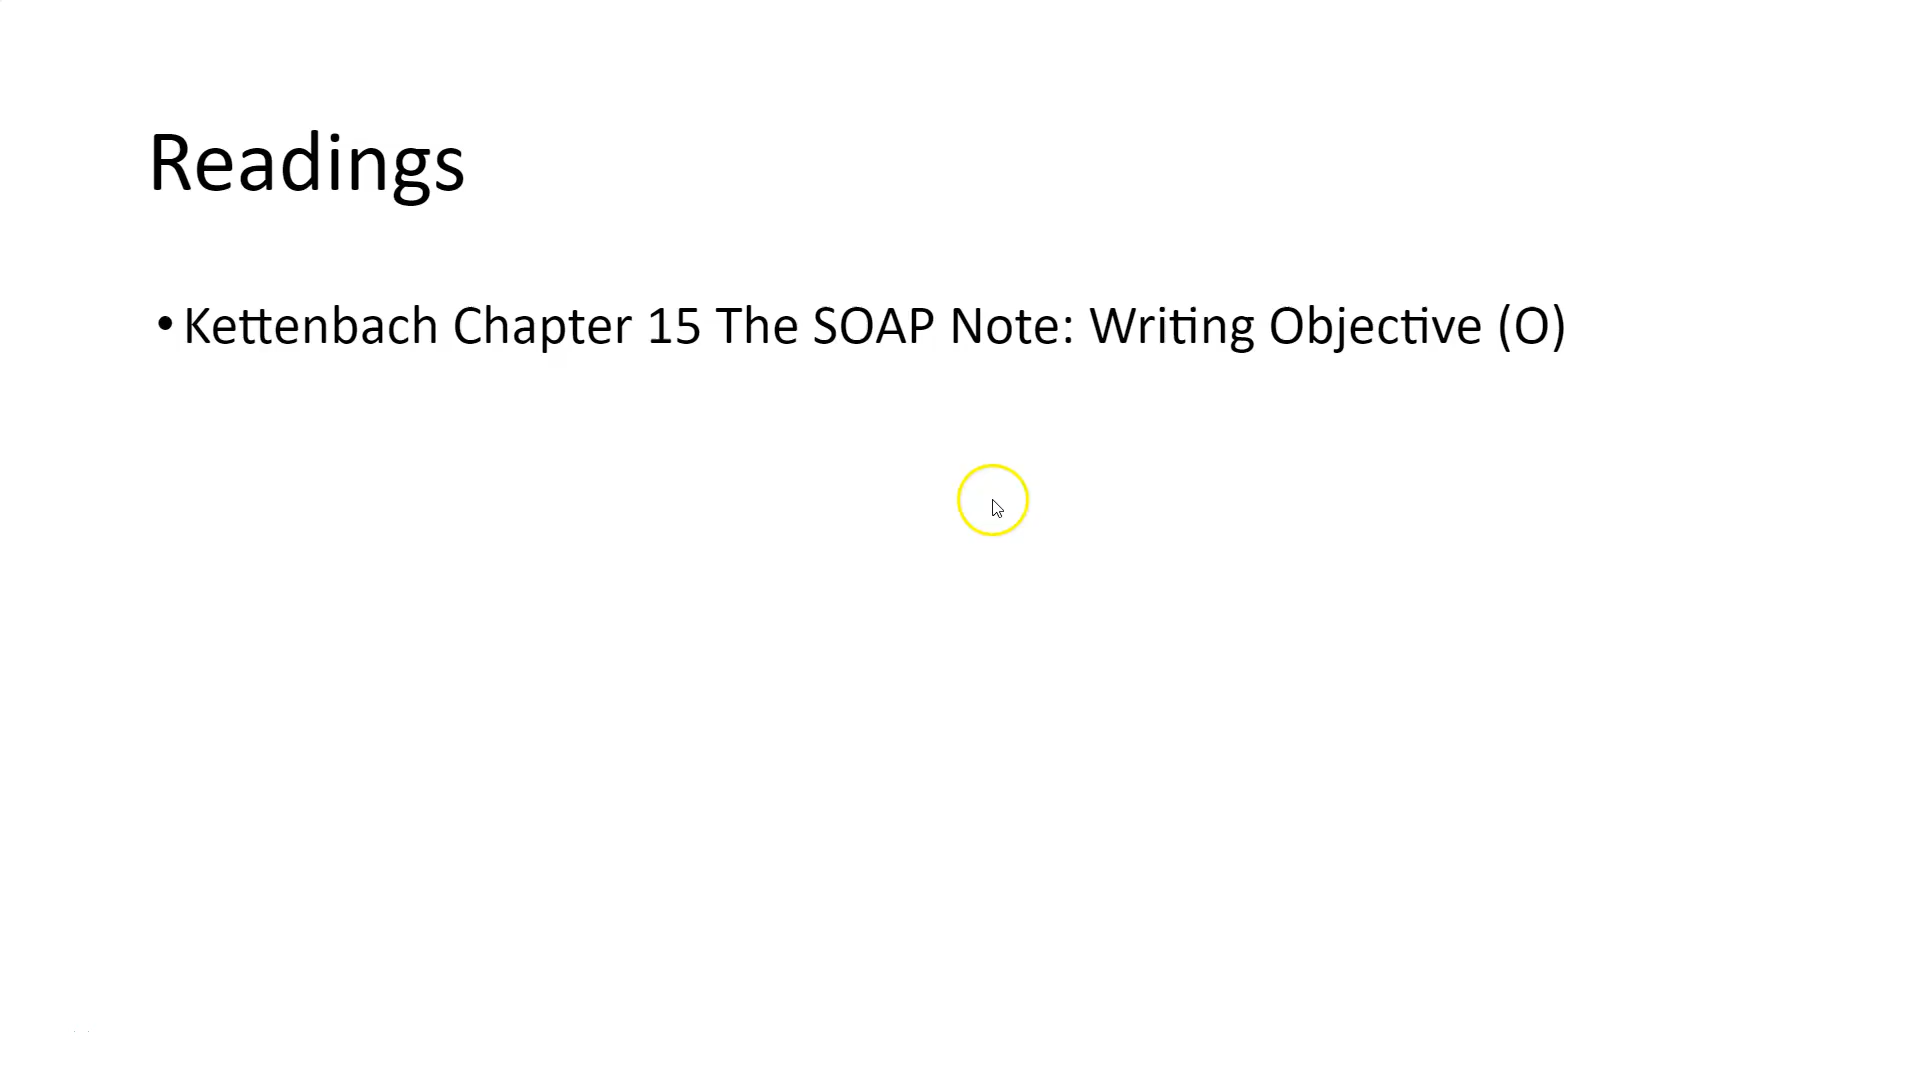 Readings
• Kettenbach Chapter 15 The SOAP Note: Writing Objective (O)